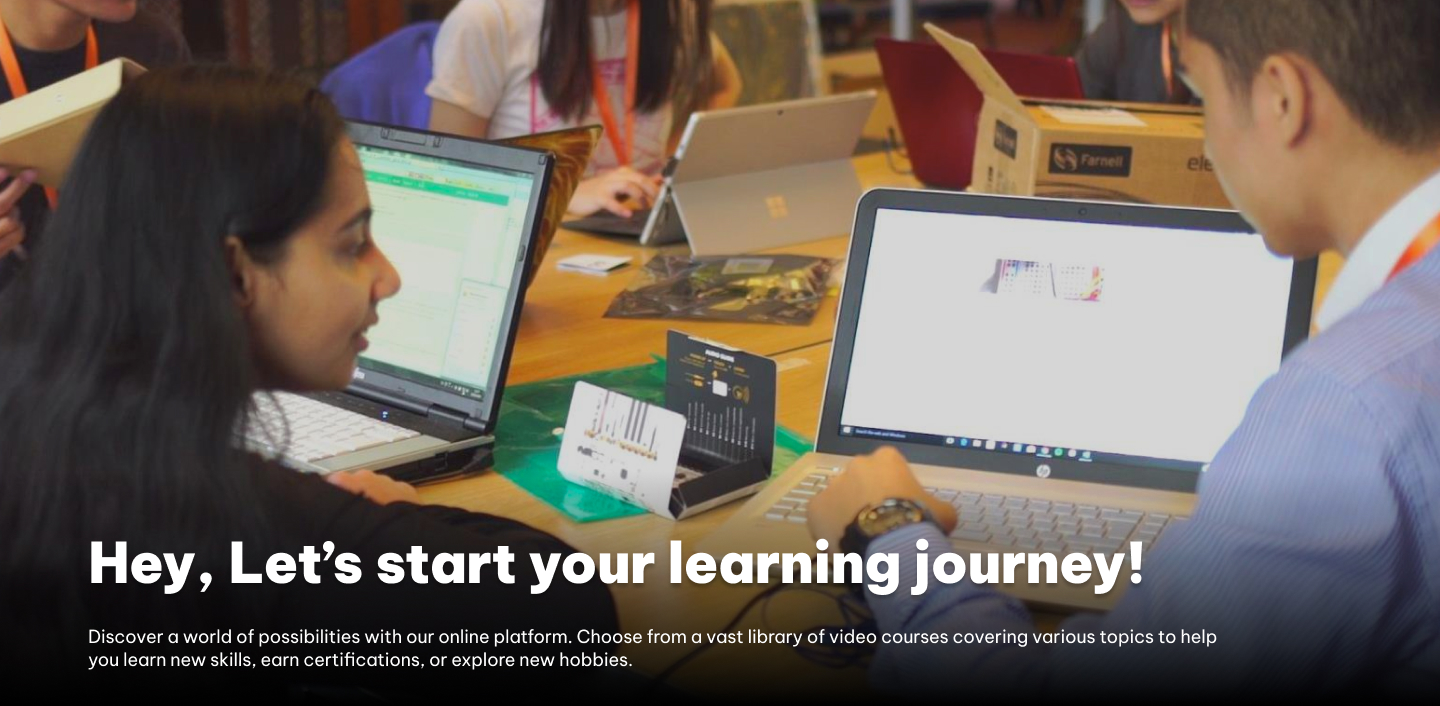 Farnell
ele
hp
Hey, Let’s start your learning journey!
Discover a world of possibilities with our online platform. Choose from a vast library of video courses covering various topics to help
you learn new skills, earn certifications, or explore new hobbies.